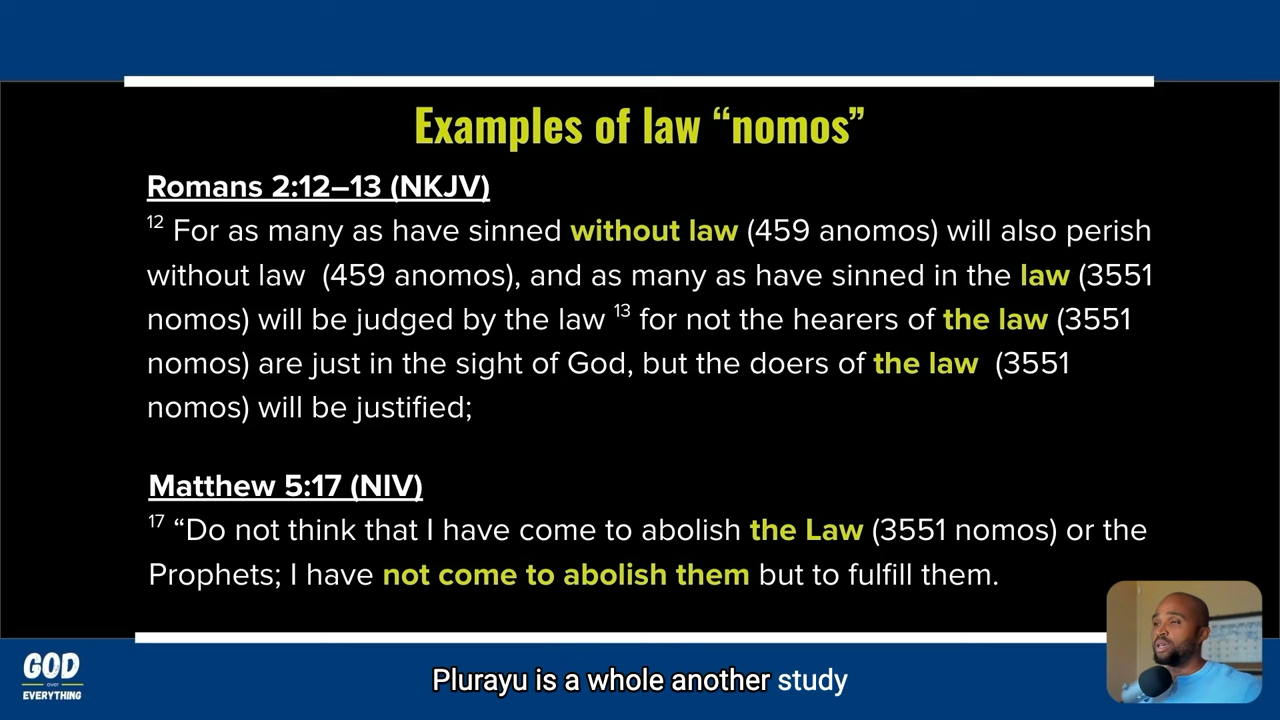 Examples of law “nomos”
Romans 2:12–13 (NKJV)
12 For as many as have sinned without law (459 anomos) will also perish
without law (459 anomos), and as many as have sinned in the law (3551
nomos) will be judged by the law 13 for not the hearers of the law (3551
nomos) are just in the sight of God, but the doers of the law (3551
nomos) will be justified;
Matthew 5:17 (NIV)
17 “Do not think that I have come to abolish the Law (3551 nomos) or the
Prophets; I have not come to abolish them but to fulfill them.
GOD
over
EVERYTHING
Plurayu is a whole another study